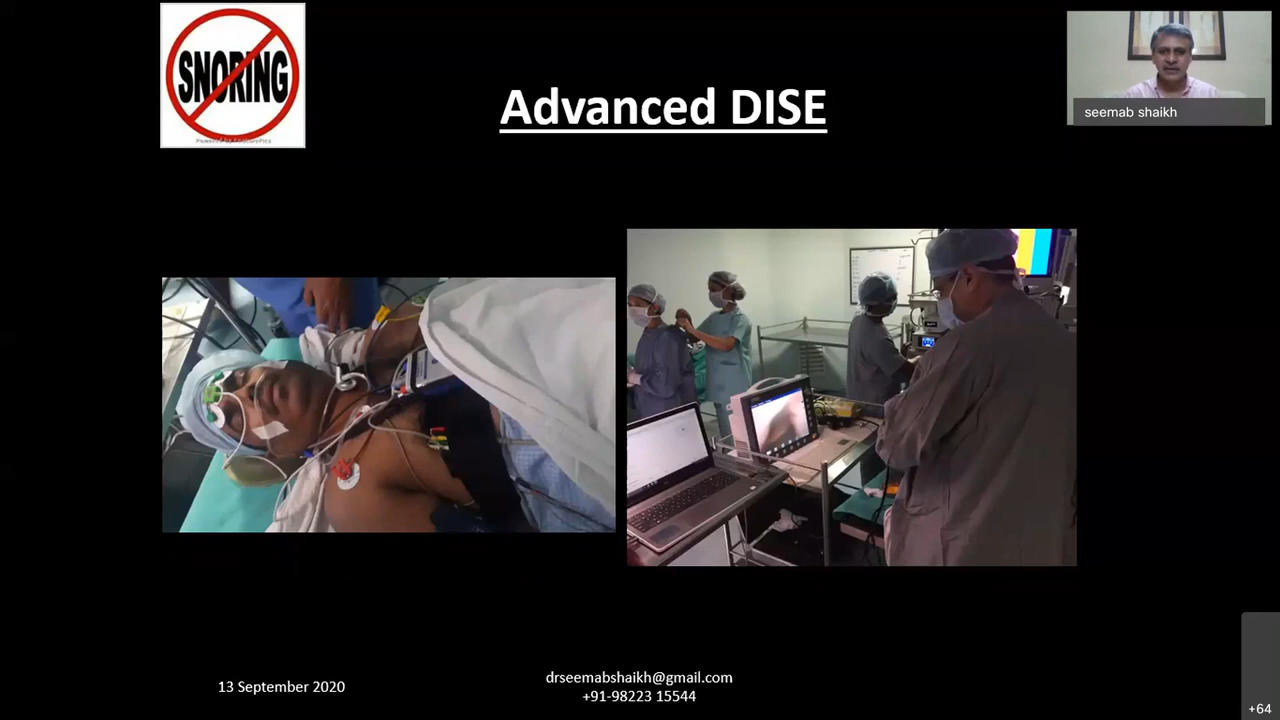 SNORING
Advanced DISE
seemab shaikh
13 September 2020
drseemabshaikh@gmail.com
+91-98223 15544
+64